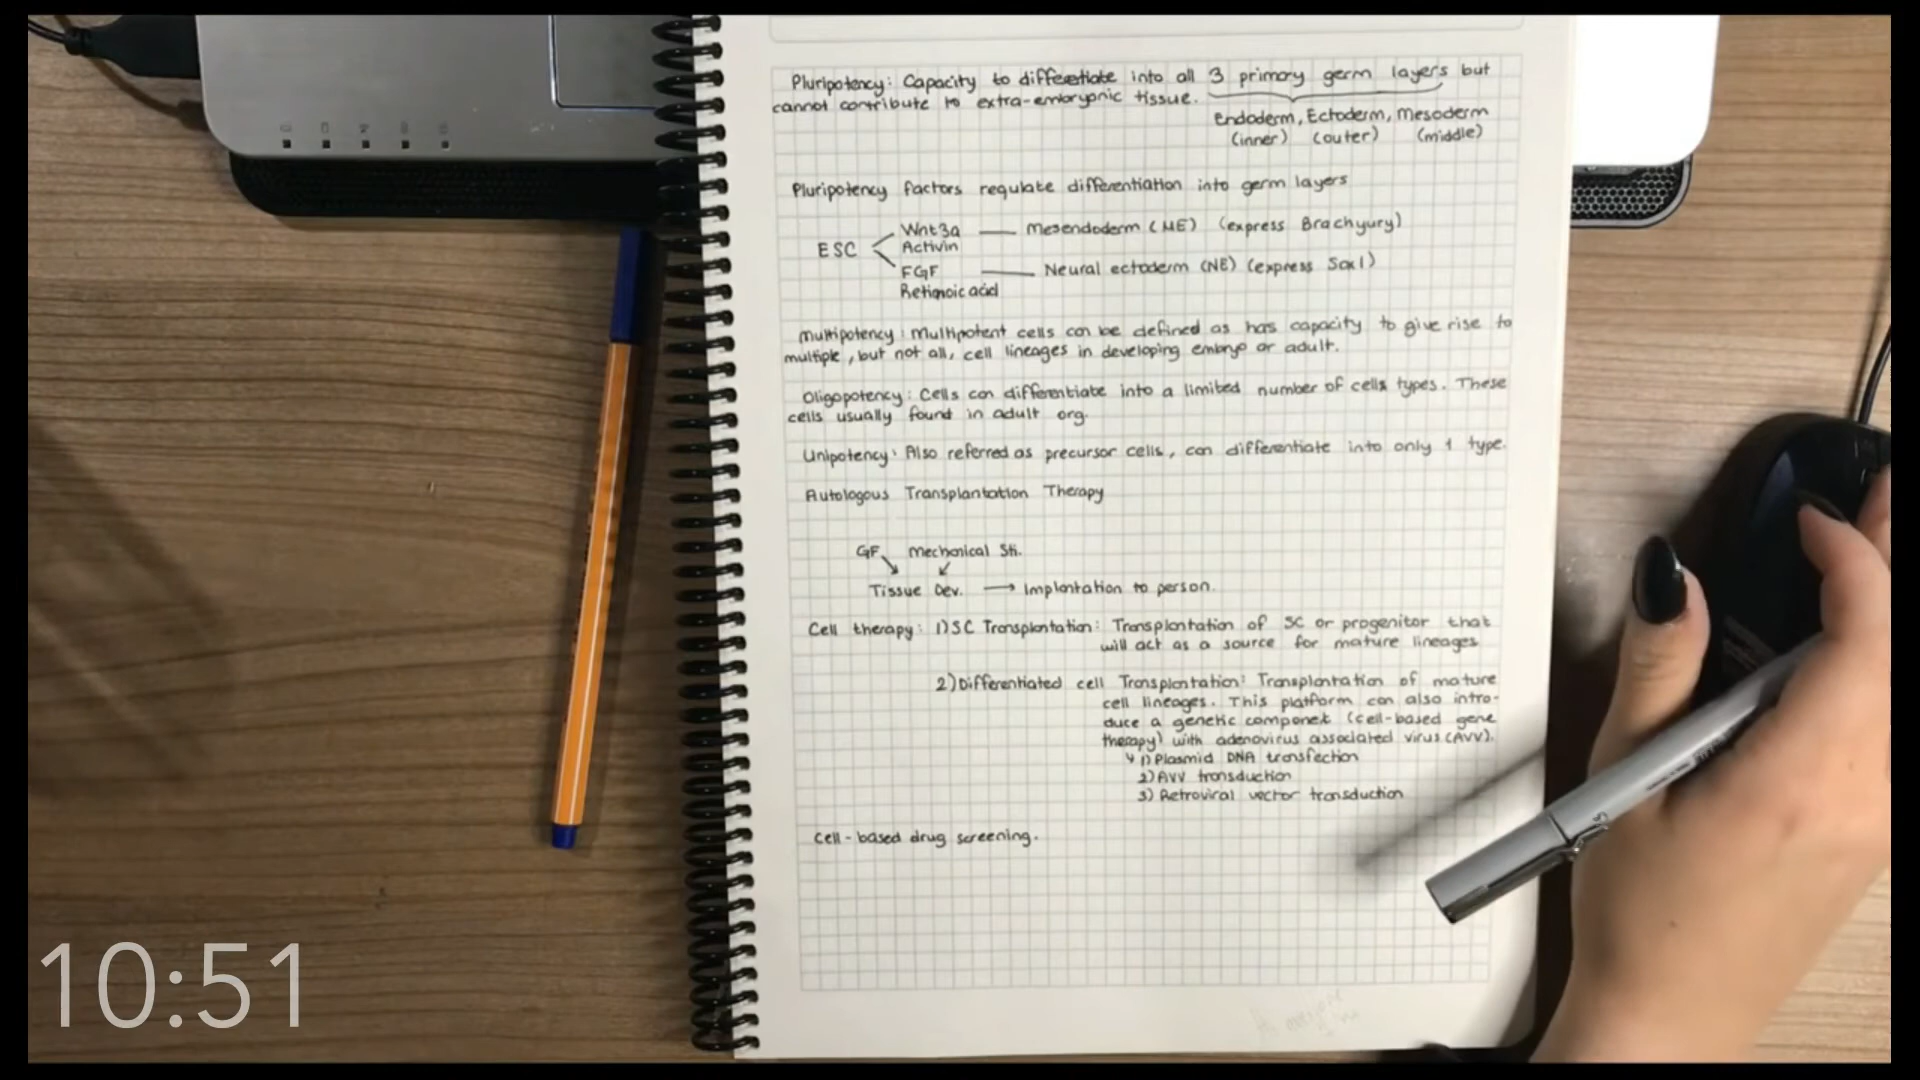 Pluripotency: Capacity to differentiate into all 3 primary germ layers but
cannot contribute to extra-embryonic tissue.
Endoderm, Ectoderm, Mesoderm
(inner) (outer) (middle)
Pluripotency factors regulate differentiation into germ layers
Wnt3a — Mesendoderm (ME) (express Brachyury)
ESC
Activin
FGF — Neural ectoderm (NE) (express Sox1)
Retinoic acid
Multipotency: Multipotent cells can be defined as has capacity to give rise to
multiple, but not all, cell lineages in developing embryo or adult.
Oligopotency: Cells can differentiate into a limited number of cells types. These
cells usually found in adult org.
Unipotency: Also referred as precursor cells, can differentiate into only 1 type.
Autologous Transplantation Therapy
GF mechanical Sti.
Tissue Dev. → Implantation to person.
Cell therapy: 1) SC Transplantation: Transplantation of SC or progenitor that
will act as a source for mature lineages
2) Differentiated cell Transplantation: Transplantation of mature
cell lineages. This platform can also intro-
duce a genetic componet (cell-based gene
therapy) with adenovirus associated virus (AVV).
1) Plasmid DNA transfection
2) AVV transduction
3) Retroviral vector transduction
Cell-based drug screening.
10:51